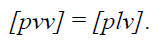 [pvv] = [plv].